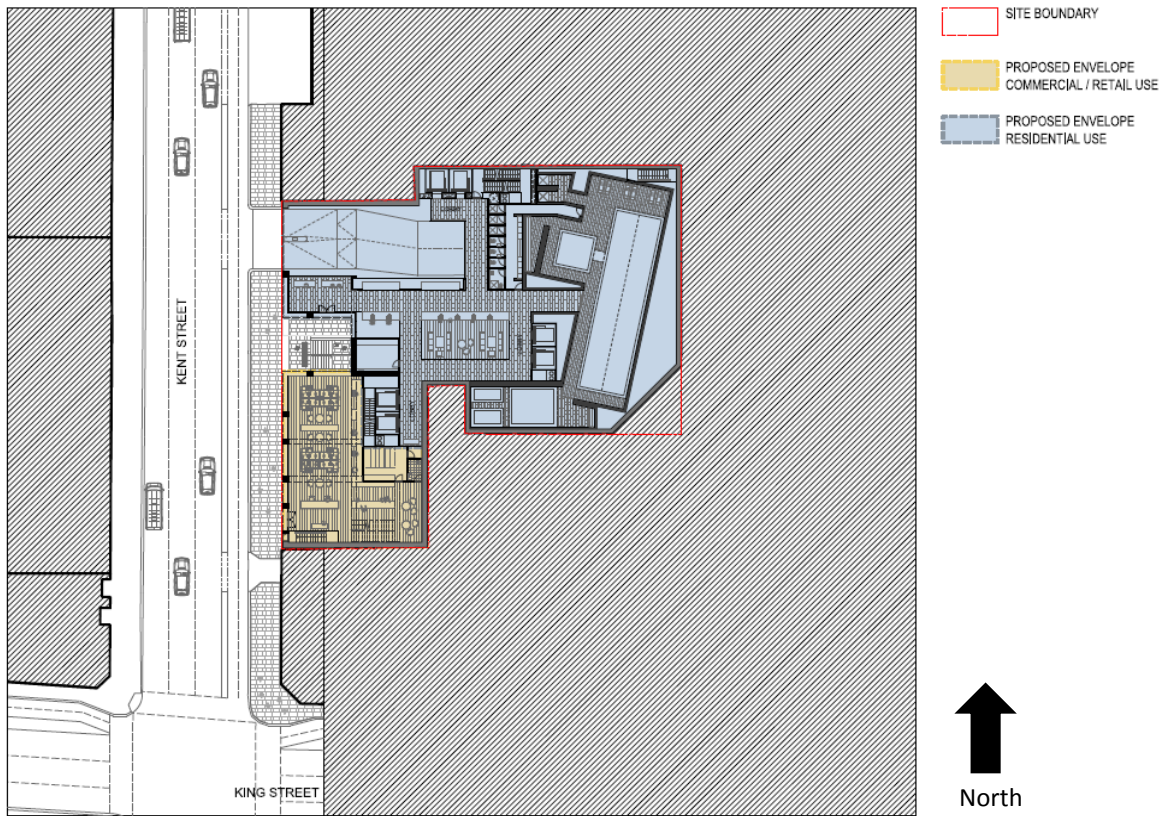 SITE BOUNDARY
PROPOSED ENVELOPE
COMMERCIAL / RETAIL USE
PROPOSED ENVELOPE
RESIDENTIAL USE
KENT STREET
KING STREET
North